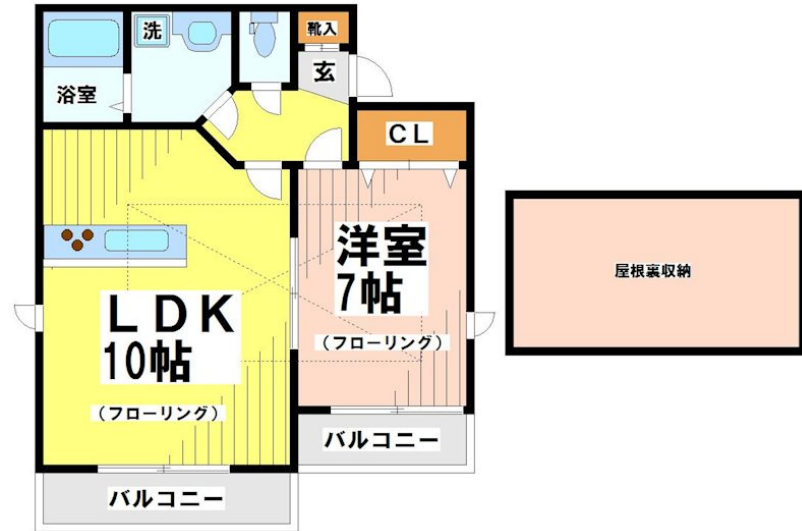 洗
靴入
玄
浴室
CL
洋室
7帖
(フローリング)
LDK
10帖
(フローリング)
屋根裏収納
バルコニー
バルコニー